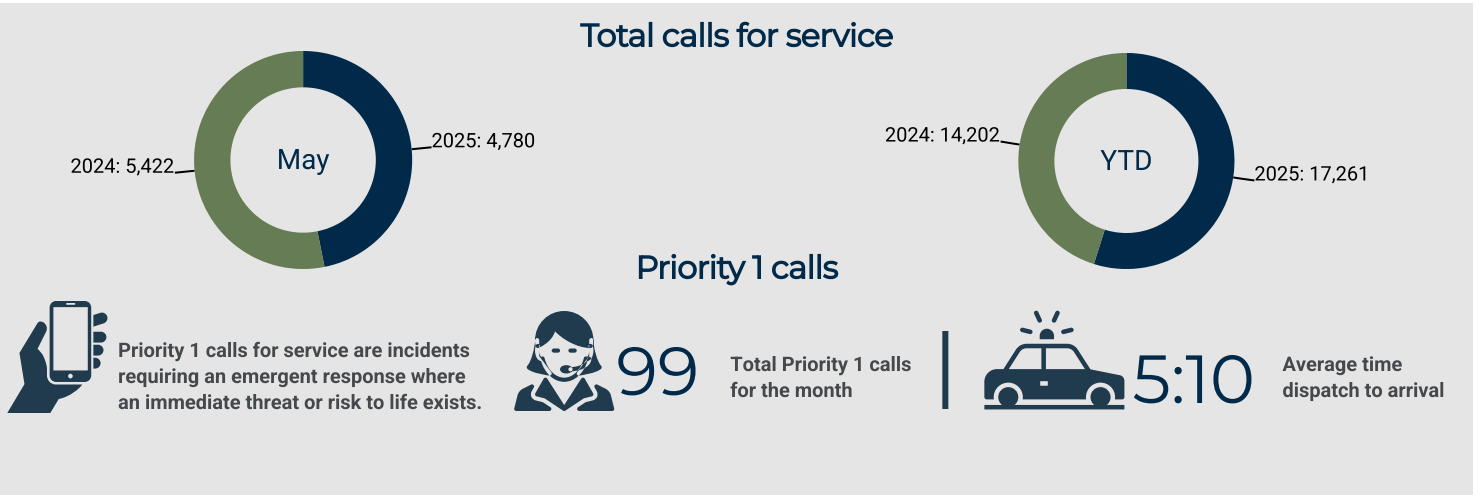 Total calls for service
2024: 5,422
May
2025: 4,780
2024: 14,202
YTD
2025: 17,261
Priority 1 calls
Priority 1 calls for service are incidents
requiring an emergent response where
an immediate threat or risk to life exists.
99
Total Priority 1 calls
for the month
5:10
Average time
dispatch to arrival